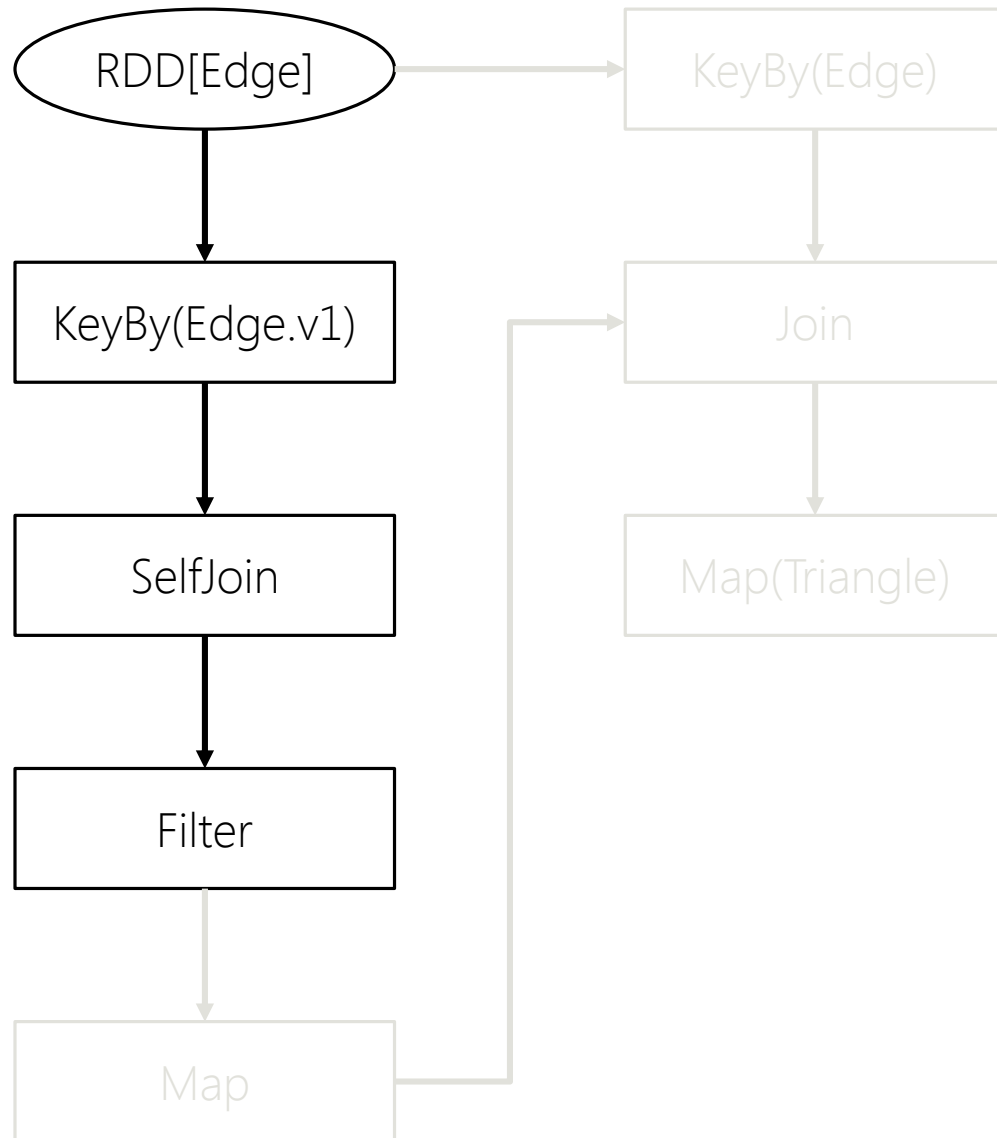 RDD[Edge]
KeyBy(Edge)
KeyBy(Edge.v1)
Join
SelfJoin
Map(Triangle)
Filter
Map